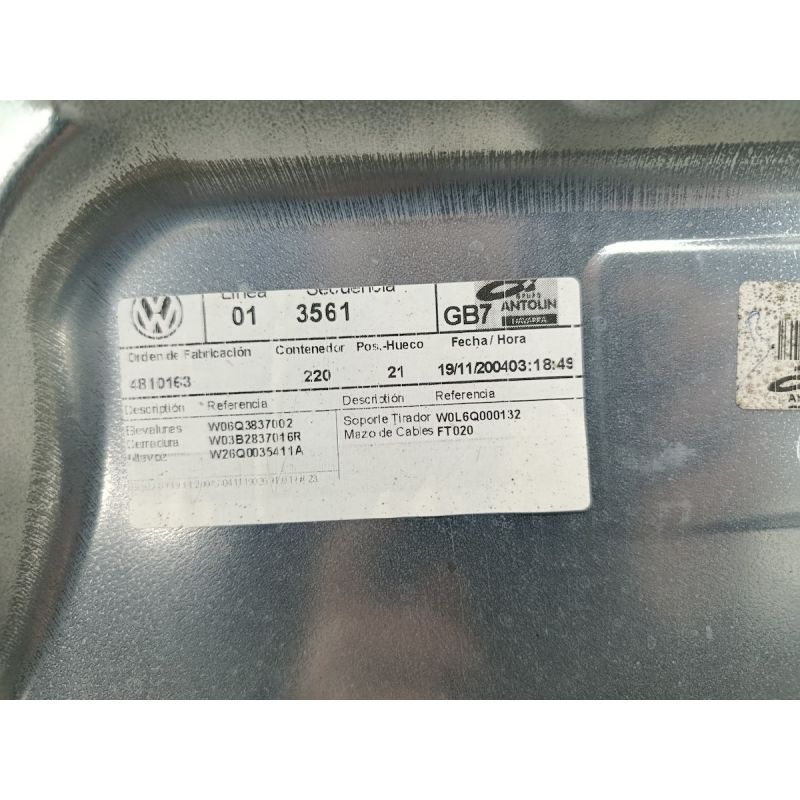 Línea Secuencia
01 3561 GB7 GRUPO ANTOLIN
NAVARRA
Orden de Fabricación Contenedor Pos.-Hueco Fecha / Hora
4810163 220 21 19/11/200403:18:49
Descripción Referencia Descripción Referencia
Elevalunas W06Q3837002 Soporte Tirador W0L6Q000132
Cerradura W03B2837016R Mazo de Cables FT020
Altavoz W26Q0035411A